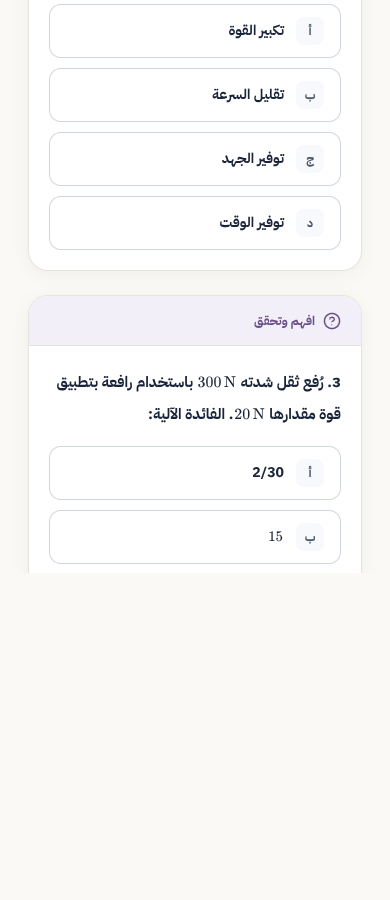 أ تكبير القوة
ب تقليل السرعة
ج توفير الجهد
د توفير الوقت
افهم وتحقق
3. رُفع ثقل شدته 300 N باستخدام رافعة بتطبيق
قوة مقدارها 20 N. الفائدة الآلية:
أ 2/30
ب 15